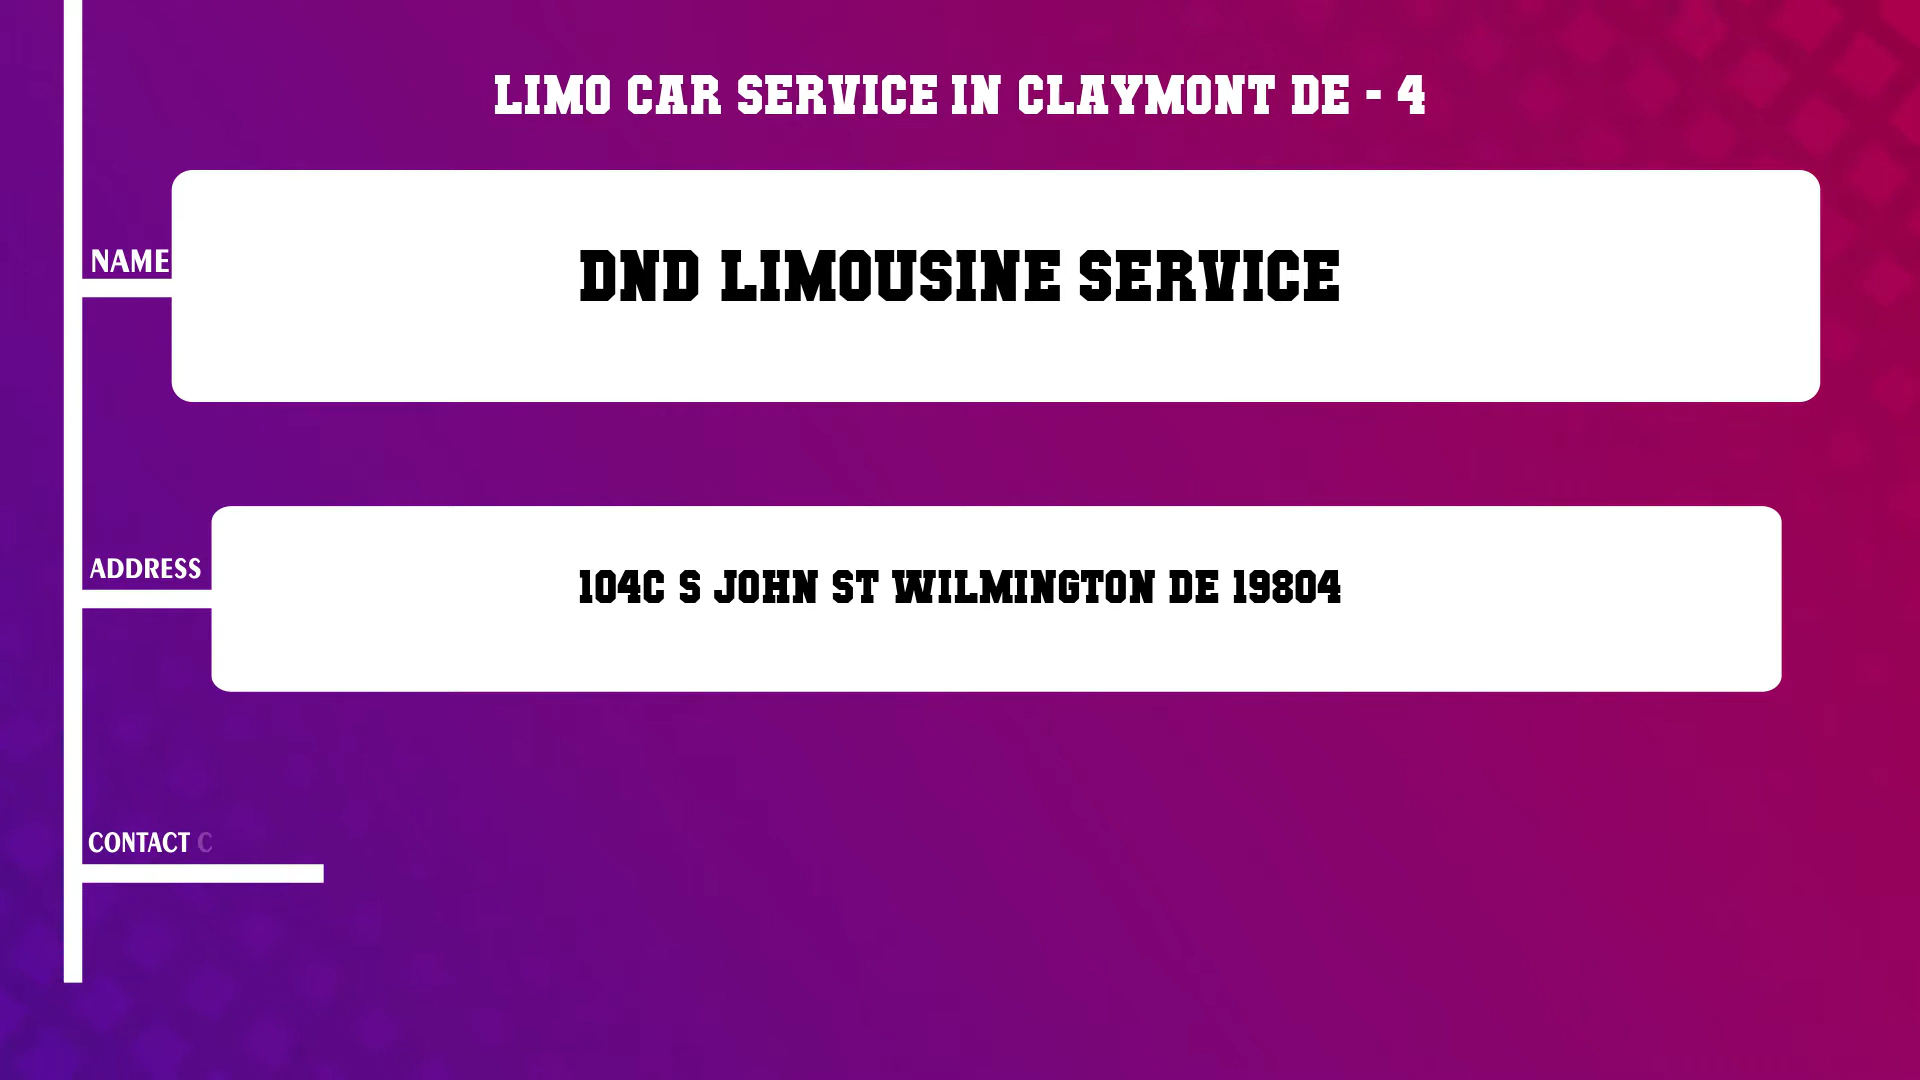 LIMO CAR SERVICE IN CLAYMONT DE - 4
NAME
DND LIMOUSINE SERVICE
ADDRESS
104C S JOHN ST WILMINGTON DE 19804
CONTACT C